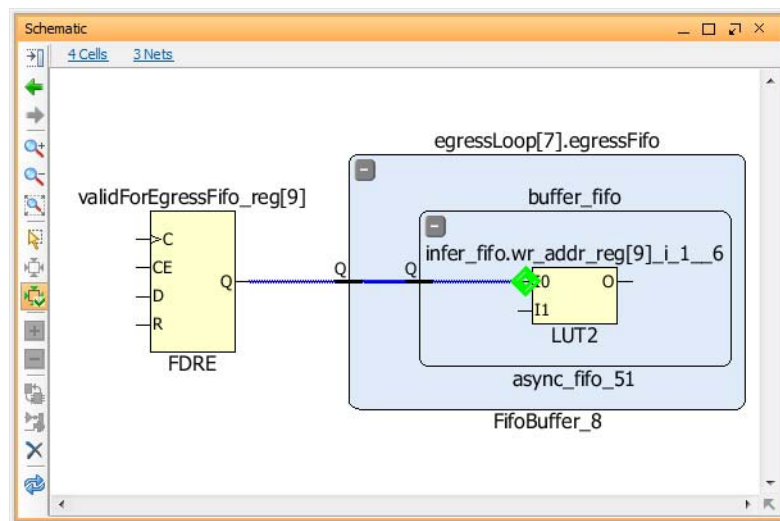 Schematic
4 Cells 3 Nets
egressLoop[7].egressFifo
validForEgressFifo_reg[9]
buffer_fifo
infer_fifo.wr_addr_reg[9]_i_1__6
C
CE
D
R
Q
Q
Q
I0
I1
O
LUT2
FDRE
async_fifo_51
FifoBuffer_8